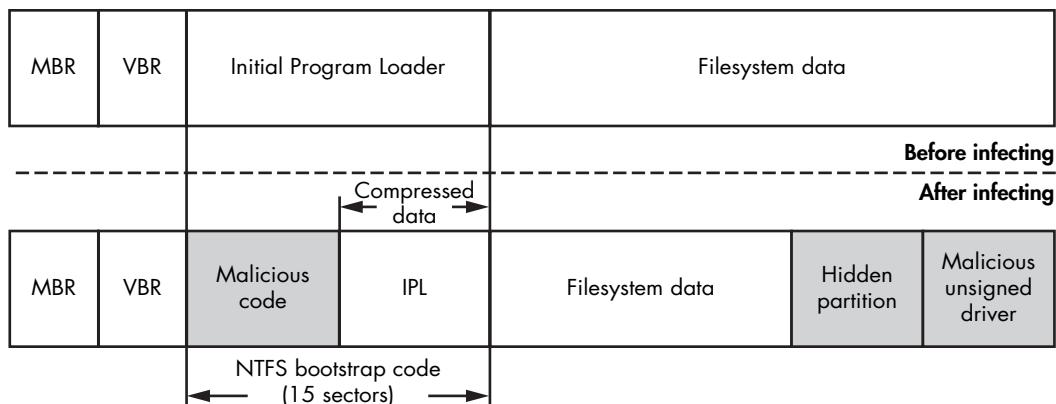 MBR
VBR
Initial Program Loader
Filesystem data
Before infecting
After infecting
Compressed
data
MBR
VBR
Malicious
code
IPL
Filesystem data
Hidden
partition
Malicious
unsigned
driver
NTFS bootstrap code
(15 sectors)